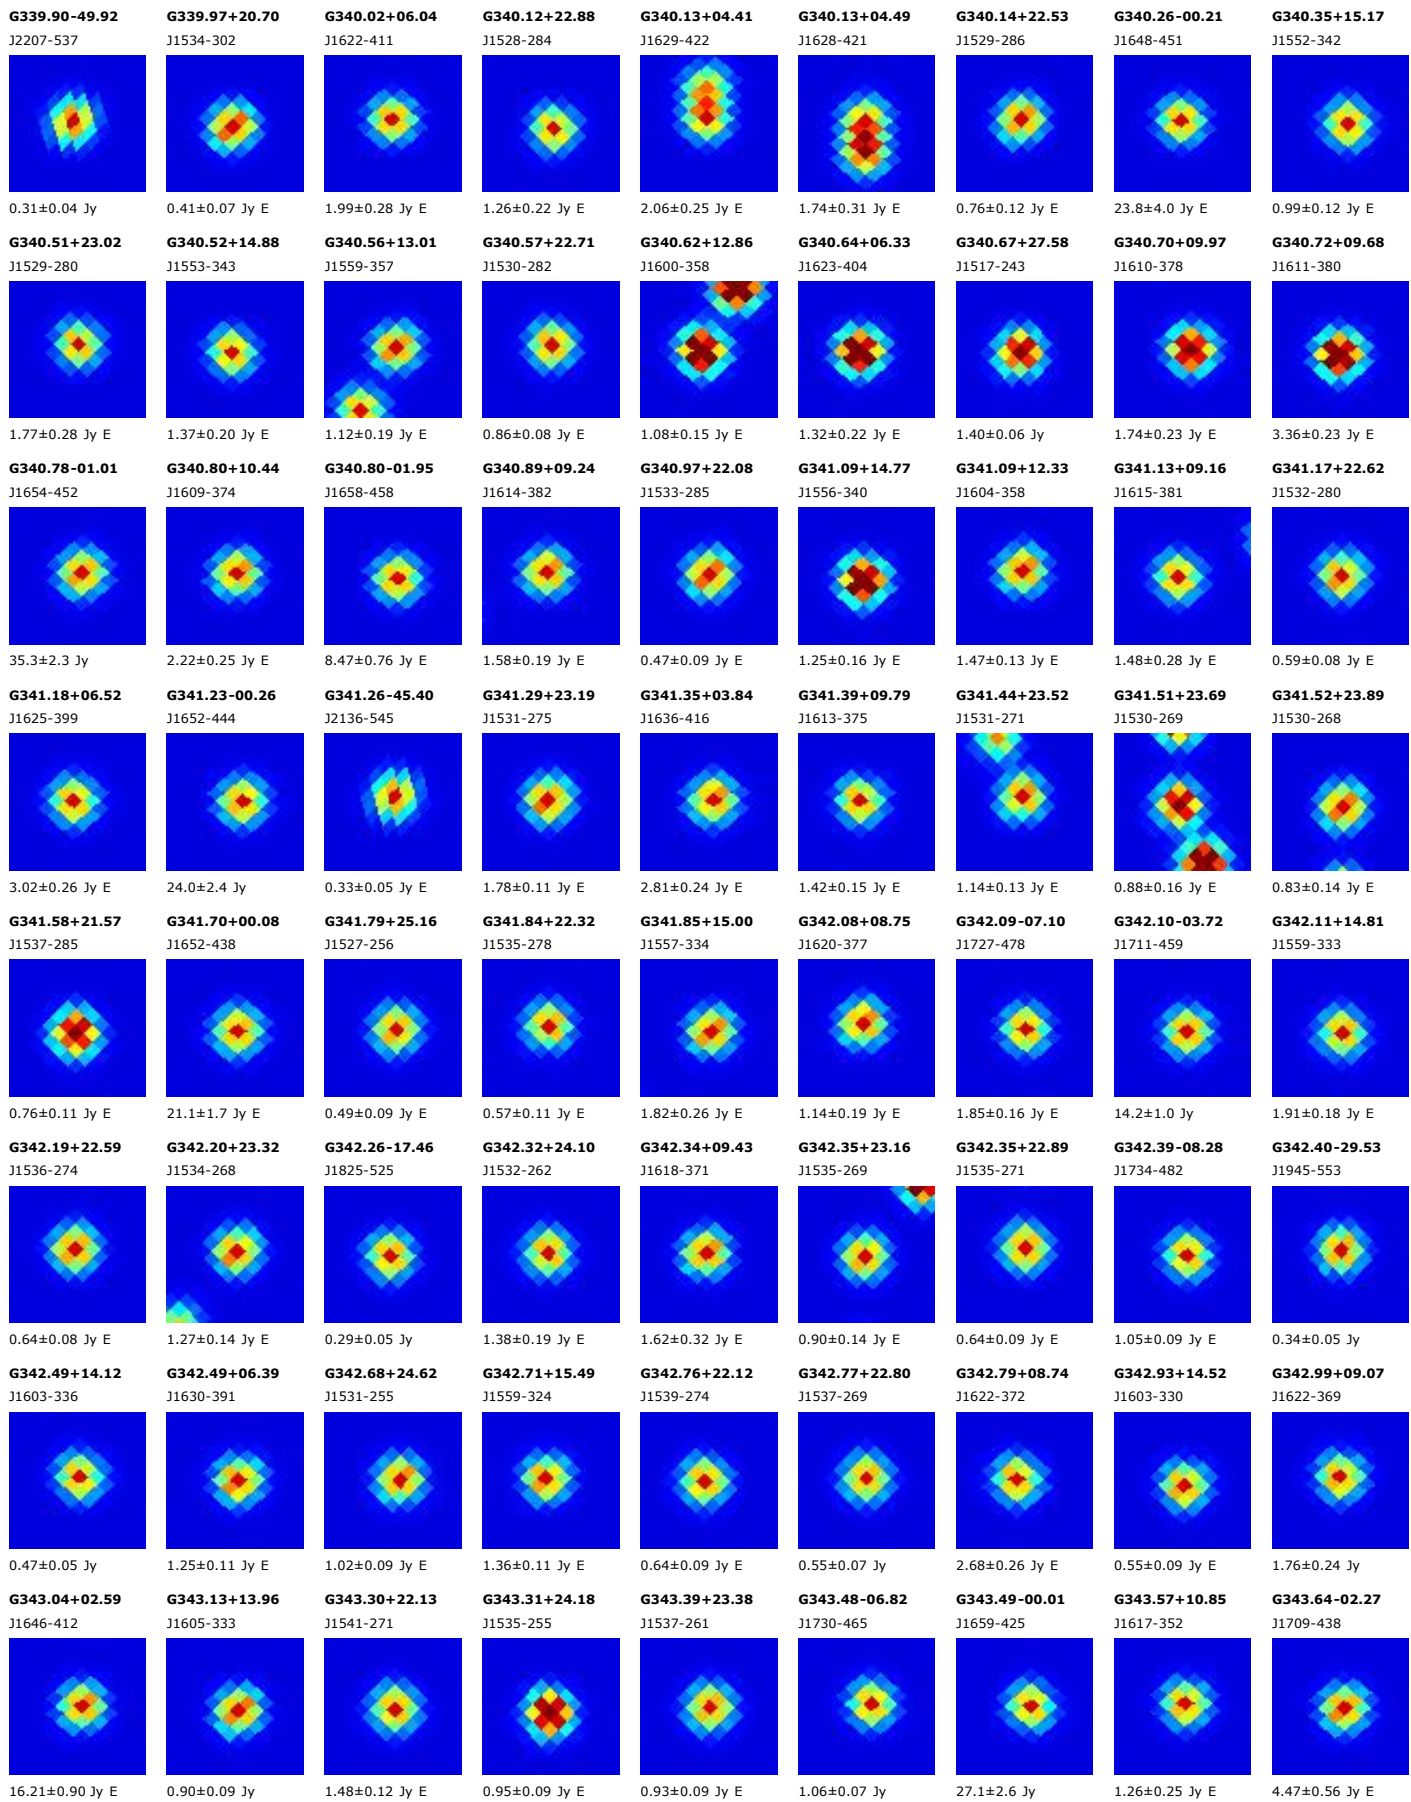 G339.90-49.92 G339.97+20.70 G340.02+06.04 G340.12+22.88 G340.13+04.41 G340.13+04.49 G340.14+22.53 G340.26-00.21 G340.35+15.17
J2207-537 J1534-302 J1622-411 J1528-284 J1629-422 J1628-421 J1529-286 J1648-451 J1552-342
0.31±0.04 Jy 0.41±0.07 Jy E 1.99±0.28 Jy E 1.26±0.22 Jy E 2.06±0.25 Jy E 1.74±0.31 Jy E 0.76±0.12 Jy E 23.8±4.0 Jy E 0.99±0.12 Jy E
G340.51+23.02 G340.52+14.88 G340.56+13.01 G340.57+22.71 G340.62+12.86 G340.64+06.33 G340.67+27.58 G340.70+09.97 G340.72+09.68
J1529-280 J1553-343 J1559-357 J1530-282 J1600-358 J1623-404 J1517-243 J1610-378 J1611-380
1.77±0.28 Jy E 1.37±0.20 Jy E 1.12±0.19 Jy E 0.86±0.08 Jy E 1.08±0.15 Jy E 1.32±0.22 Jy E 1.40±0.06 Jy 1.74±0.23 Jy E 3.36±0.23 Jy E
G340.78-01.01 G340.80+10.44 G340.80-01.95 G340.89+09.24 G340.97+22.08 G341.09+14.77 G341.09+12.33 G341.13+09.16 G341.17+22.62
J1654-452 J1609-374 J1658-458 J1614-382 J1533-285 J1556-340 J1604-358 J1615-381 J1532-280
35.3±2.3 Jy 2.22±0.25 Jy E 8.47±0.76 Jy E 1.58±0.19 Jy E 0.47±0.09 Jy E 1.25±0.16 Jy E 1.47±0.13 Jy E 1.48±0.28 Jy E 0.59±0.08 Jy E
G341.18+06.52 G341.23-00.26 G341.26-45.40 G341.29+23.19 G341.35+03.84 G341.39+09.79 G341.44+23.52 G341.51+23.69 G341.52+23.89
J1625-399 J1652-444 J2136-545 J1531-275 J1636-416 J1613-375 J1531-271 J1530-269 J1530-268
3.02±0.26 Jy E 24.0±2.4 Jy 0.33±0.05 Jy E 1.78±0.11 Jy E 2.81±0.24 Jy E 1.42±0.15 Jy E 1.14±0.13 Jy E 0.88±0.16 Jy E 0.83±0.14 Jy E
G341.58+21.57 G341.70+00.08 G341.79+25.16 G341.84+22.32 G341.85+15.00 G342.08+08.75 G342.09-07.10 G342.10-03.72 G342.11+14.81
J1537-285 J1652-438 J1527-256 J1535-278 J1557-334 J1620-377 J1727-478 J1711-459 J1559-333
0.76±0.11 Jy E 21.1±1.7 Jy E 0.49±0.09 Jy E 0.57±0.11 Jy E 1.82±0.26 Jy E 1.14±0.19 Jy E 1.85±0.16 Jy E 14.2±1.0 Jy 1.91±0.18 Jy E
G342.19+22.59 G342.20+23.32 G342.26-17.46 G342.32+24.10 G342.34+09.43 G342.35+23.16 G342.35+22.89 G342.39-08.28 G342.40-29.53
J1536-274 J1534-268 J1825-525 J1532-262 J1618-371 J1535-269 J1535-271 J1734-482 J1945-553
0.64±0.08 Jy E 1.27±0.14 Jy E 0.29±0.05 Jy 1.38±0.19 Jy E 1.62±0.32 Jy E 0.90±0.14 Jy E 0.64±0.09 Jy E 1.05±0.09 Jy E 0.34±0.05 Jy
G342.49+14.12 G342.49+06.39 G342.68+24.62 G342.71+15.49 G342.76+22.12 G342.77+22.80 G342.79+08.74 G342.93+14.52 G342.99+09.07
J1603-336 J1630-391 J1531-255 J1559-324 J1539-274 J1537-269 J1622-372 J1603-330 J1622-369
0.47±0.05 Jy 1.25±0.11 Jy E 1.02±0.09 Jy E 1.36±0.11 Jy E 0.64±0.09 Jy E 0.55±0.07 Jy 2.68±0.26 Jy E 0.55±0.09 Jy E 1.76±0.24 Jy
G343.04+02.59 G343.13+13.96 G343.30+22.13 G343.31+24.18 G343.39+23.38 G343.48-06.82 G343.49-00.01 G343.57+10.85 G343.64-02.27
J1646-412 J1605-333 J1541-271 J1535-255 J1537-261 J1730-465 J1659-425 J1617-352 J1709-438
16.21±0.90 Jy E 0.90±0.09 Jy 1.48±0.12 Jy E 0.95±0.09 Jy E 0.93±0.09 Jy E 1.06±0.07 Jy 27.1±2.6 Jy 1.26±0.25 Jy E 4.47±0.56 Jy E